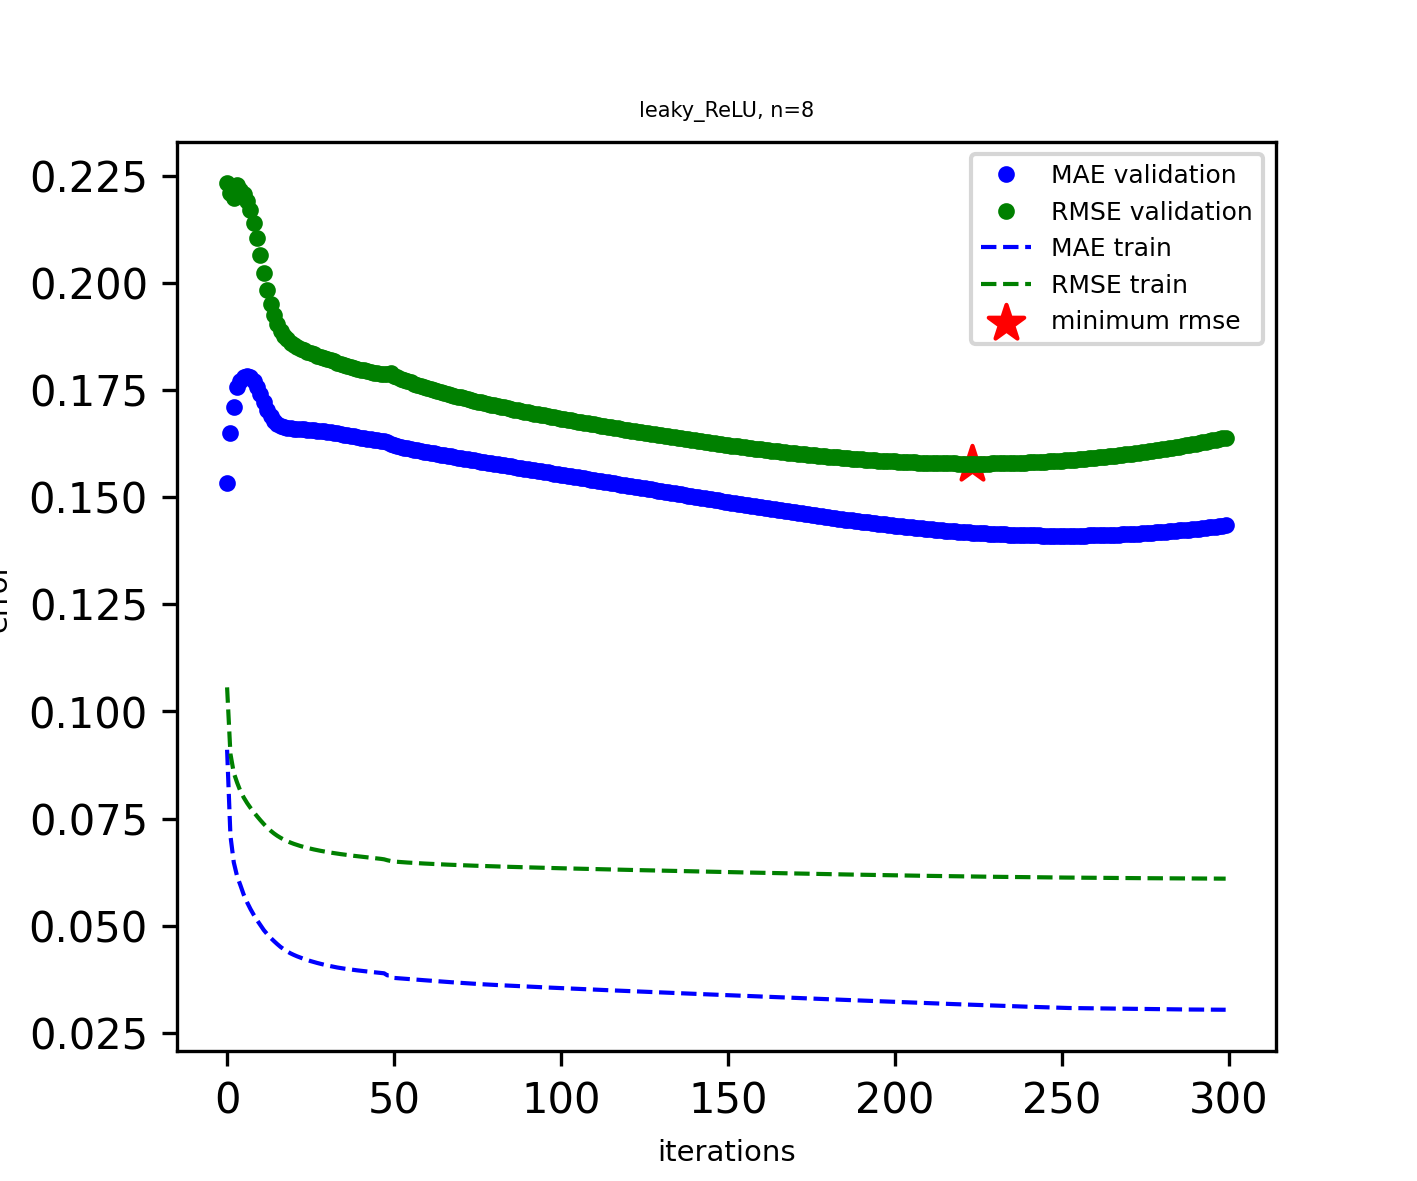 leaky_ReLU, n=8
0.225
0.200
0.175
0.150
0.125
0.100
0.075
0.050
0.025
MAE validation
RMSE validation
MAE train
RMSE train
minimum rmse
0 50 100 150 200 250 300
iterations